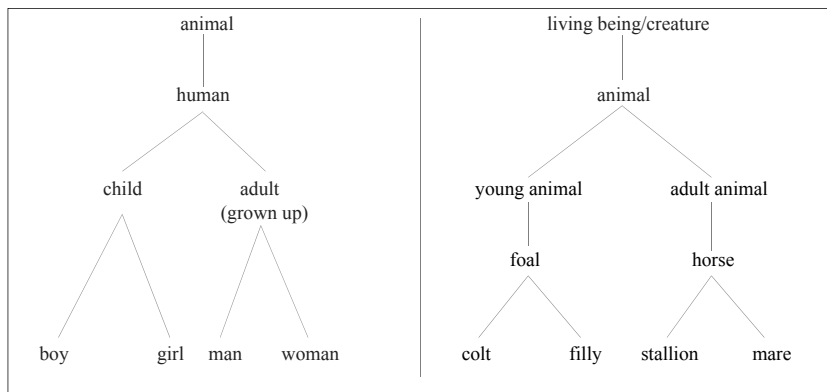 animal
human
child adult
(grown up)
boy girl man woman
living being/creature
animal
young animal adult animal
foal horse
colt filly stallion mare